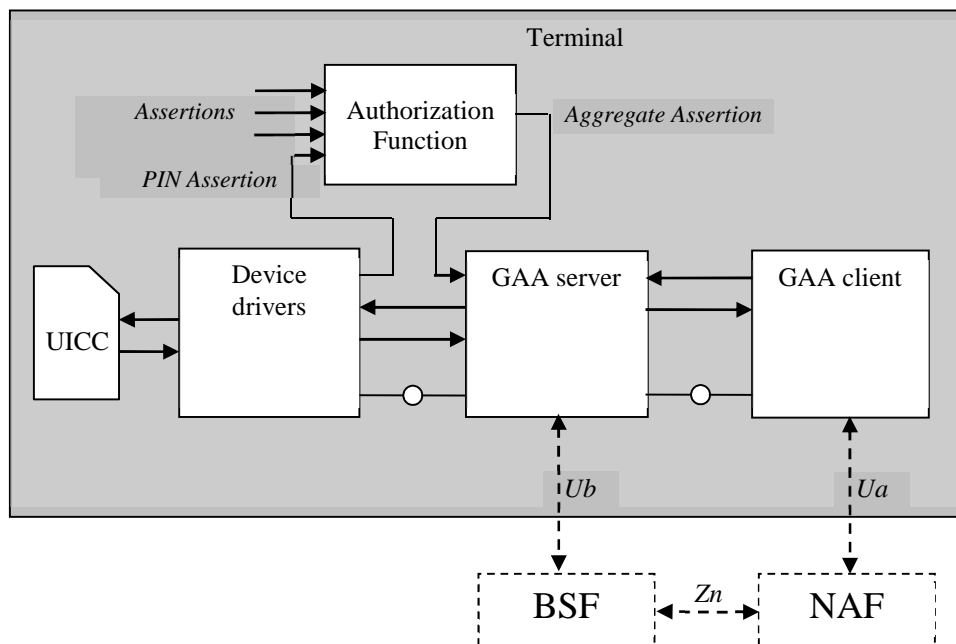 Terminal
Assertions
Authorization
Function
Aggregate Assertion
PIN Assertion
Device
drivers
GAA server
GAA client
UICC
Ub
Ua
BSF
Zn
NAF